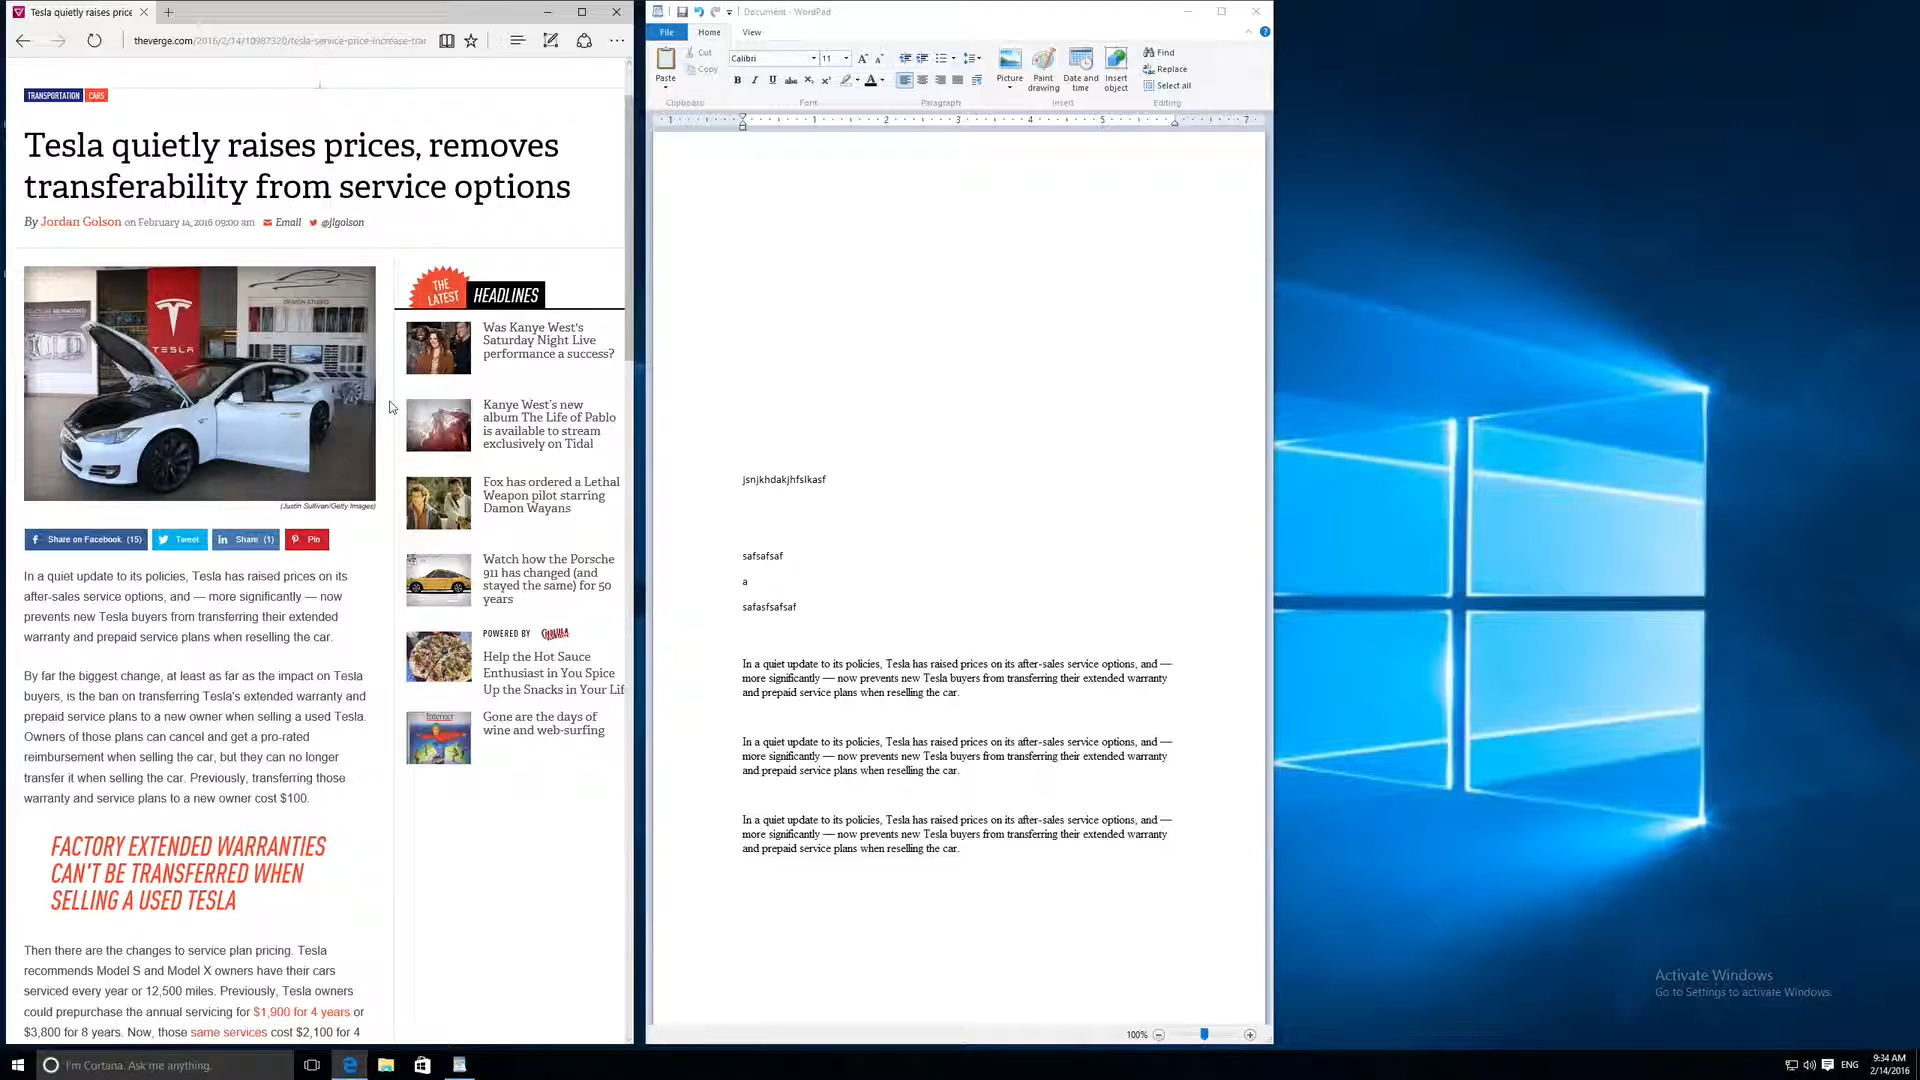 Tesla quietly raises price
theverge.com/2016/2/14/10987320/tesla-service-price-increase-tran
TRANSPORTATION CARS
Tesla quietly raises prices, removes
transferability from service options
By Jordan Golson on February 14, 2016 09:00 am Email @jlgolson
TESLA
DESIGN STUDIO
(Justin Sullivan/Getty Images)
Share on Facebook (15) Tweet Share (1) Pin
In a quiet update to its policies, Tesla has raised prices on its
after-sales service options, and — more significantly — now
prevents new Tesla buyers from transferring their extended
warranty and prepaid service plans when reselling the car.
By far the biggest change, at least as far as the impact on Tesla
buyers, is the ban on transferring Tesla's extended warranty and
prepaid service plans to a new owner when selling a used Tesla.
Owners of those plans can cancel and get a pro-rated
reimbursement when selling the car, but they can no longer
transfer it when selling the car. Previously, transferring those
warranty and service plans to a new owner cost $100.
FACTORY EXTENDED WARRANTIES
CAN'T BE TRANSFERRED WHEN
SELLING A USED TESLA
Then there are the changes to service plan pricing. Tesla
recommends Model S and Model X owners have their cars
serviced every year or 12,500 miles. Previously, Tesla owners
could prepurchase the annual servicing for $1,900 for 4 years or
$3,800 for 8 years. Now, those same services cost $2,100 for 4
THE LATEST HEADLINES
Was Kanye West's
Saturday Night Live
performance a success?
Kanye West's new
album The Life of Pablo
is available to stream
exclusively on Tidal
Fox has ordered a Lethal
Weapon pilot starring
Damon Wayans
Watch how the Porsche
911 has changed (and
stayed the same) for 50
years
POWERED BY CHOLULA
Help the Hot Sauce
Enthusiast in You Spice
Up the Snacks in Your Lif
Internet
Gone are the days of
wine and web-surfing
Document - WordPad
File Home View
Paste Cut Copy
Clipboard
Calibri 11
B I U abc X₂ X² A
Font
Paragraph
Picture
Paint drawing
Date and time
Insert object
Insert
Find
Replace
Select all
Editing
1 1 2 3 4 5 7
jsnjkhdakjhfslkasf
safsafsaf
a
safasfsafsaf
In a quiet update to its policies, Tesla has raised prices on its after-sales service options, and —
more significantly — now prevents new Tesla buyers from transferring their extended warranty
and prepaid service plans when reselling the car.
In a quiet update to its policies, Tesla has raised prices on its after-sales service options, and —
more significantly — now prevents new Tesla buyers from transferring their extended warranty
and prepaid service plans when reselling the car.
In a quiet update to its policies, Tesla has raised prices on its after-sales service options, and —
more significantly — now prevents new Tesla buyers from transferring their extended warranty
and prepaid service plans when reselling the car.
100%
Activate Windows
Go to Settings to activate Windows.
I'm Cortana. Ask me anything.
ENG
9:34 AM
2/14/2016